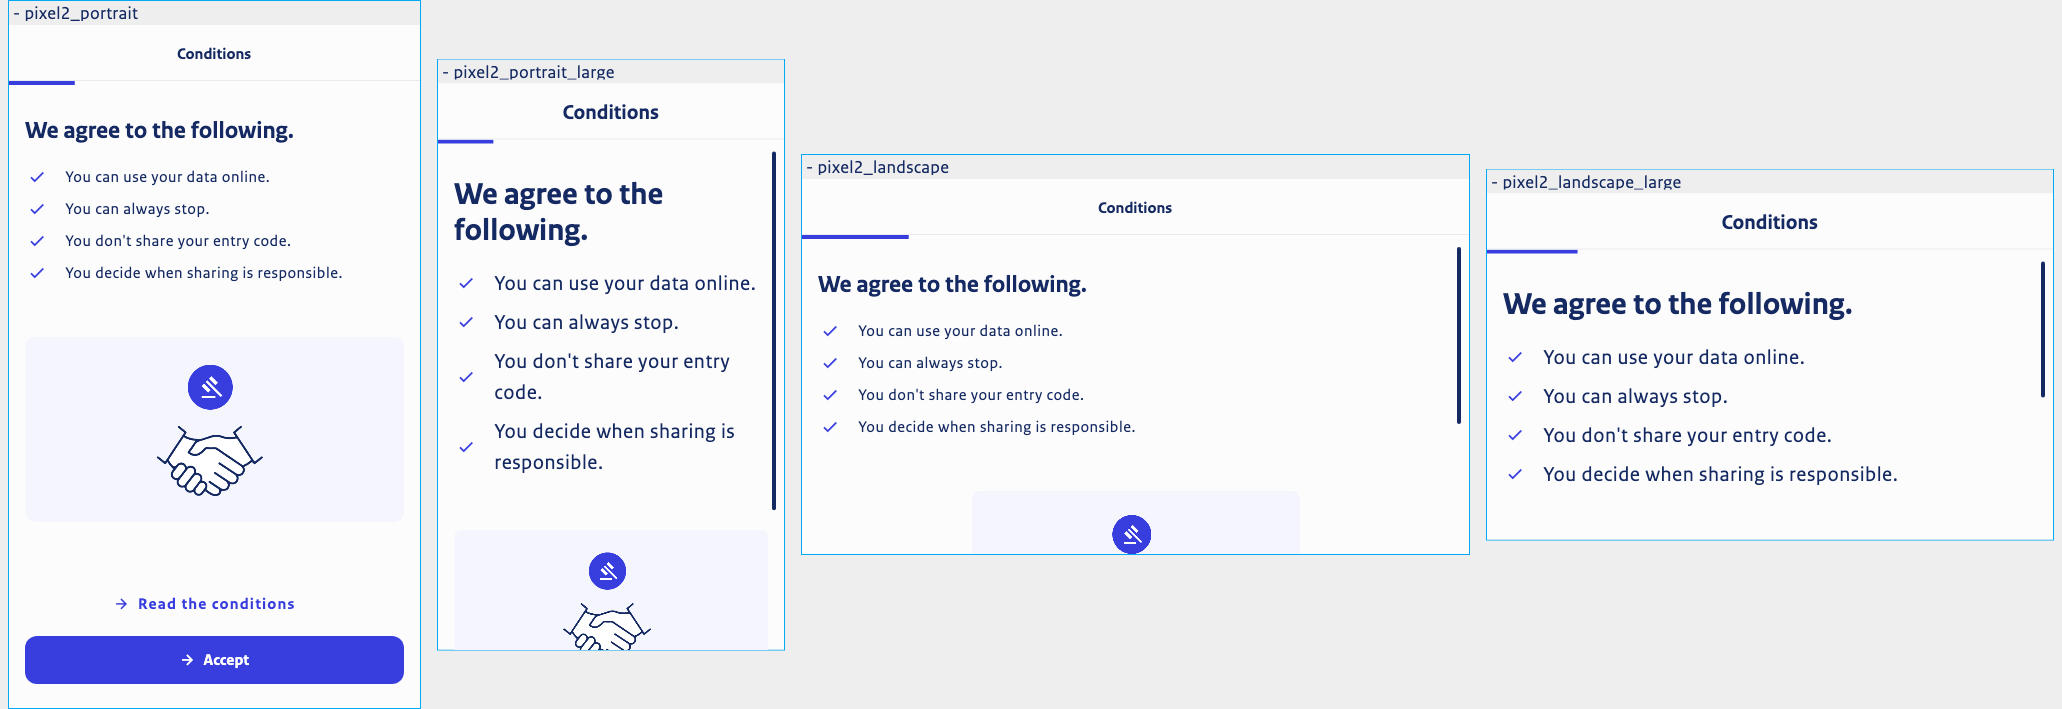 - pixel2_portrait
Conditions
We agree to the following.
You can use your data online.
You can always stop.
You don't share your entry code.
You decide when sharing is responsible.
Read the conditions
Accept
- pixel2_portrait_large
Conditions
We agree to the
following.
You can use your data online.
You can always stop.
You don't share your entry
code.
You decide when sharing is
responsible.
- pixel2_landscape
Conditions
We agree to the following.
You can use your data online.
You can always stop.
You don't share your entry code.
You decide when sharing is responsible.
- pixel2_landscape_large
Conditions
We agree to the following.
You can use your data online.
You can always stop.
You don't share your entry code.
You decide when sharing is responsible.